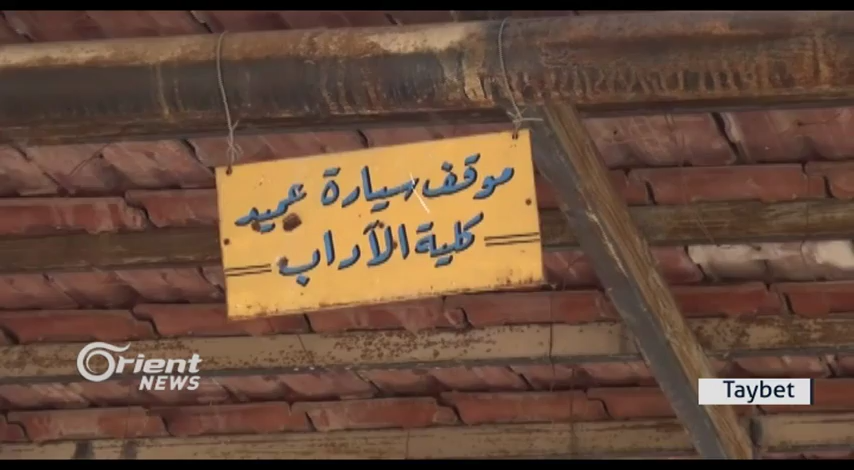 موقف سيارة عميد
كلية الآداب
Orient
NEWS
Taybet